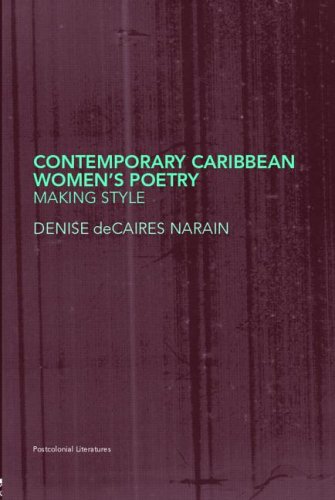 CONTEMPORARY CARIBBEAN
WOMEN'S POETRY
MAKING STYLE
DENISE deCAIRES NARAIN
Postcolonial Literatures